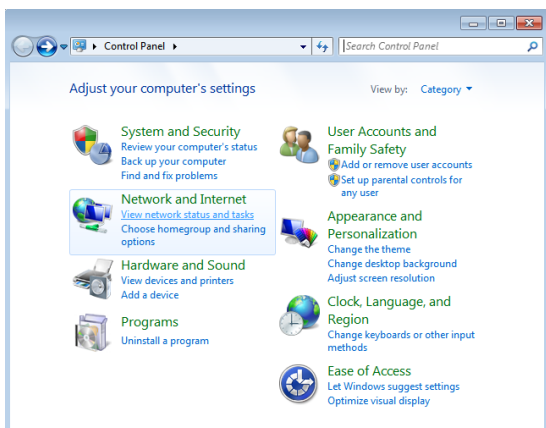 Control Panel
Search Control Panel
Adjust your computer's settings
View by: Category
System and Security
Review your computer's status
Back up your computer
Find and fix problems
Network and Internet
View network status and tasks
Choose homegroup and sharing
options
Hardware and Sound
View devices and printers
Add a device
Programs
Uninstall a program
User Accounts and
Family Safety
Add or remove user accounts
Set up parental controls for
any user
Appearance and
Personalization
Change the theme
Change desktop background
Adjust screen resolution
Clock, Language, and
Region
Change keyboards or other input
methods
Ease of Access
Let Windows suggest settings
Optimize visual display